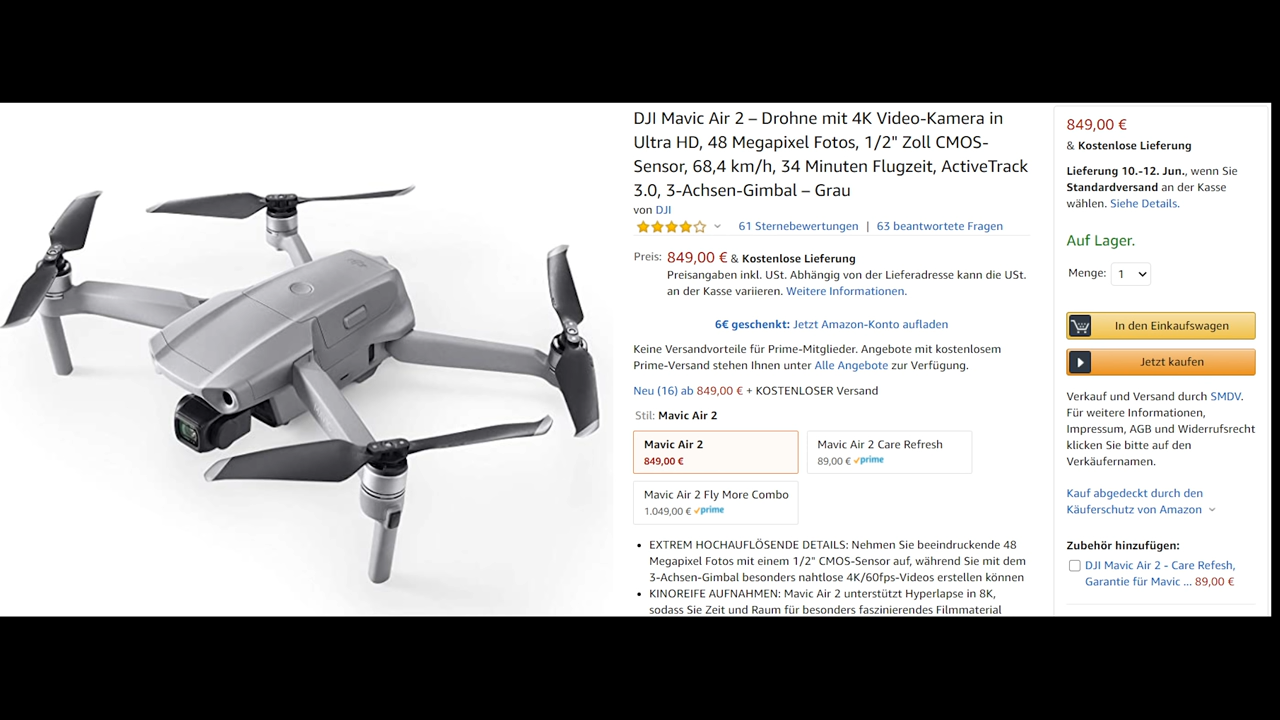 DJI Mavic Air 2 – Drohne mit 4K Video-Kamera in
Ultra HD, 48 Megapixel Fotos, 1/2" Zoll CMOS-
Sensor, 68,4 km/h, 34 Minuten Flugzeit, ActiveTrack
3.0, 3-Achsen-Gimbal – Grau
von DJI
61 Sternebewertungen | 63 beantwortete Fragen
Preis: 849,00 € & Kostenlose Lieferung
Preisangaben inkl. USt. Abhängig von der Lieferadresse kann die USt.
an der Kasse variieren. Weitere Informationen.
6€ geschenkt: Jetzt Amazon-Konto aufladen
Keine Versandvorteile für Prime-Mitglieder. Angebote mit kostenlosem
Prime-Versand stehen Ihnen unter Alle Angebote zur Verfügung.
Neu (16) ab 849,00 € + KOSTENLOSER Versand
Stil: Mavic Air 2
Mavic Air 2
849,00 €
Mavic Air 2 Care Refresh
89,00 € prime
Mavic Air 2 Fly More Combo
1.049,00 € prime
• EXTREM HOCHAUFLÖSENDE DETAILS: Nehmen Sie beeindruckende 48
Megapixel Fotos mit einem 1/2" CMOS-Sensor auf, während Sie mit dem
3-Achsen-Gimbal besonders nahtlose 4K/60fps-Videos erstellen können
• KINOREIFE AUFNAHMEN: Mavic Air 2 unterstützt Hyperlapse in 8K,
sodass Sie Zeit und Raum für besonders faszinierendes Filmmaterial
849,00 €
& Kostenlose Lieferung
Lieferung 10.-12. Jun., wenn Sie
Standardversand an der Kasse
wählen. Siehe Details.
Auf Lager.
Menge: 1
In den Einkaufswagen
Jetzt kaufen
Verkauf und Versand durch SMDV.
Für weitere Informationen,
Impressum, AGB und Widerrufsrecht
klicken Sie bitte auf den
Verkäufernamen.
Kauf abgedeckt durch den
Käuferschutz von Amazon
Zubehör hinzufügen:
DJI Mavic Air 2 - Care Refesh,
Garantie für Mavic ... 89,00 €